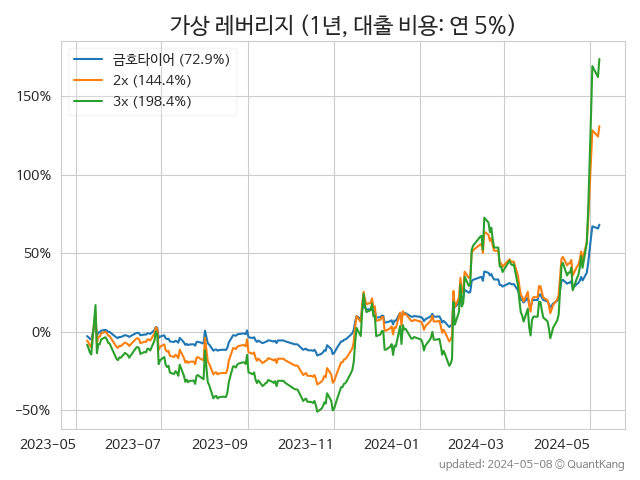 가상 레버리지 (1년, 대출 비용: 연 5%)
금호타이어 (72.9%)
2x (144.4%)
3x (198.4%)
150%
100%
50%
0%
−50%
2023-05 2023-07 2023-09 2023-11 2024-01 2024-03 2024-05
updated: 2024-05-08 ⓒ QuantKang